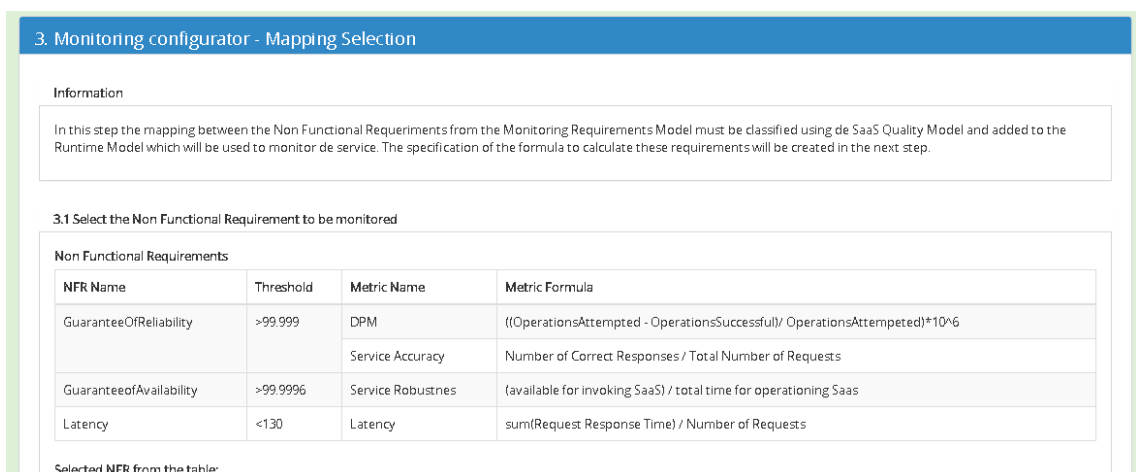 3. Monitoring configurator - Mapping Selection
Information
In this step the mapping between the Non Functional Requeriments from the Monitoring Requirements Model must be classified using de SaaS Quality Model and added to the
Runtime Model which will be used to monitor de service. The specification of the formula to calculate these requirements will be created in the next step.
3.1 Select the Non Functional Requirement to be monitored
Non Functional Requirements
NFR Name Threshold Metric Name Metric Formula
GuaranteeOfReliability >99.999 DPM ((OperationsAttempted - OperationsSuccessful)/ OperationsAttempeted)*10^6
Service Accuracy Number of Correct Responses / Total Number of Requests
GuaranteeofAvailability >99.9996 Service Robustnes (available for invoking SaaS) / total time for operationing Saas
Latency <130 Latency sum(Request Response Time) / Number of Requests
Selected NFR from the table: